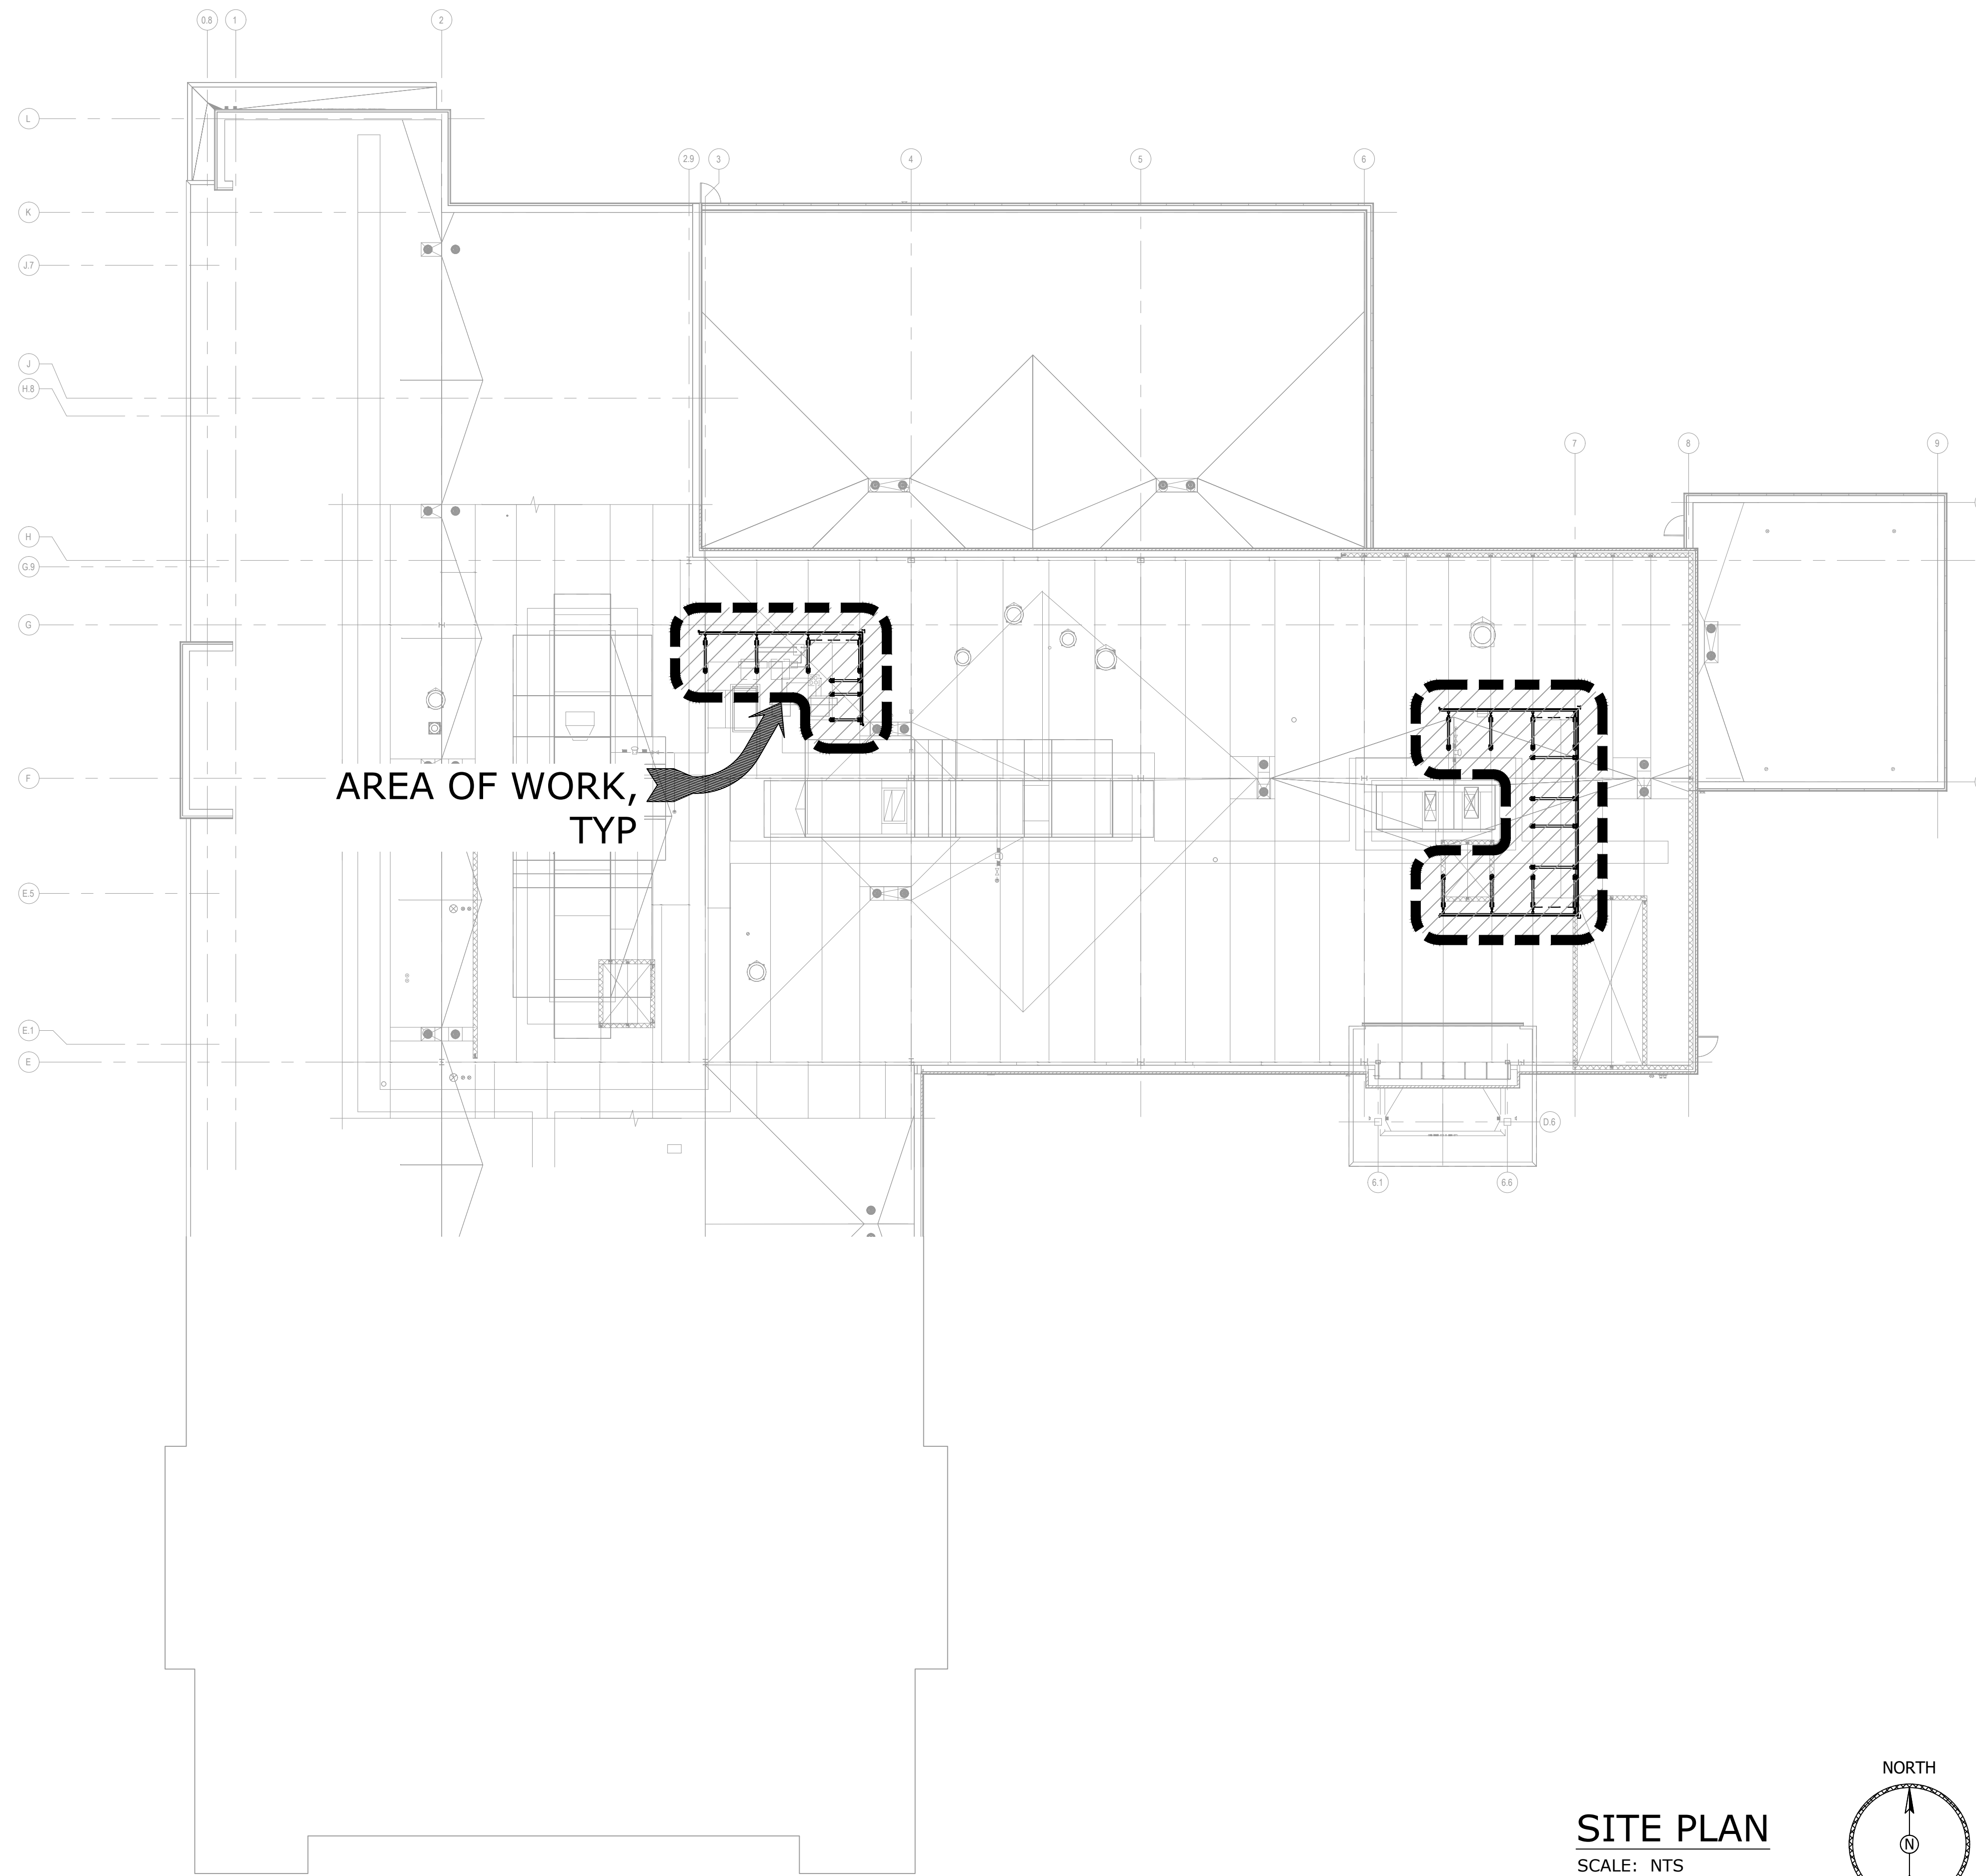 0.8 1 2
L
2.9 3 4 5 6
K
J.7
J
H.8
7 8 9
H
G.9
G
F
AREA OF WORK,
TYP
E.5
E.1
E
D.6
6.1 6.6
NORTH
N
SITE PLAN
SCALE: NTS